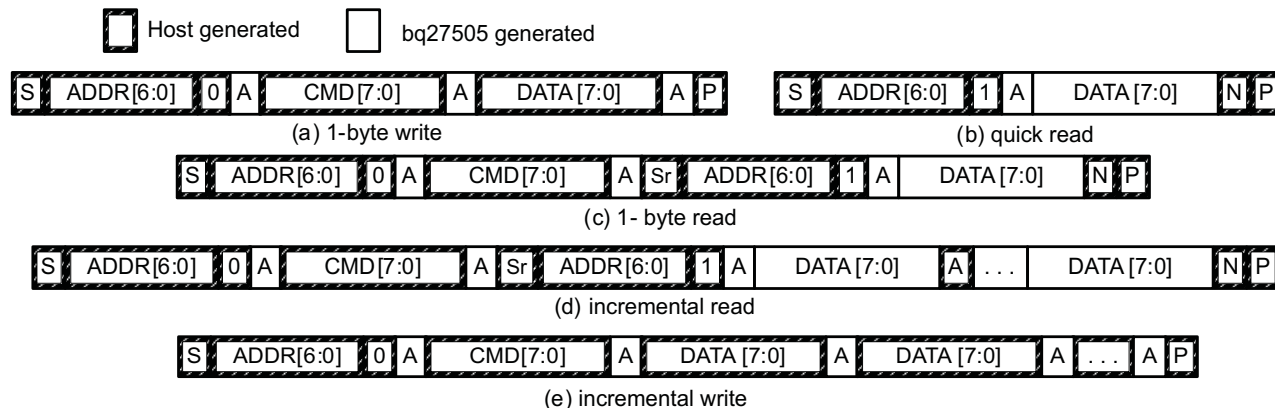 Host generated bq27505 generated
S ADDR[6:0] 0 A CMD[7:0] A DATA [7:0] A P
(a) 1-byte write
S ADDR[6:0] 1 A DATA [7:0] N P
(b) quick read
S ADDR[6:0] 0 A CMD[7:0] A Sr ADDR[6:0] 1 A DATA [7:0] N P
(c) 1- byte read
S ADDR[6:0] 0 A CMD[7:0] A Sr ADDR[6:0] 1 A DATA [7:0] A . . . DATA [7:0] N P
(d) incremental read
S ADDR[6:0] 0 A CMD[7:0] A DATA [7:0] A DATA [7:0] A . . . A P
(e) incremental write